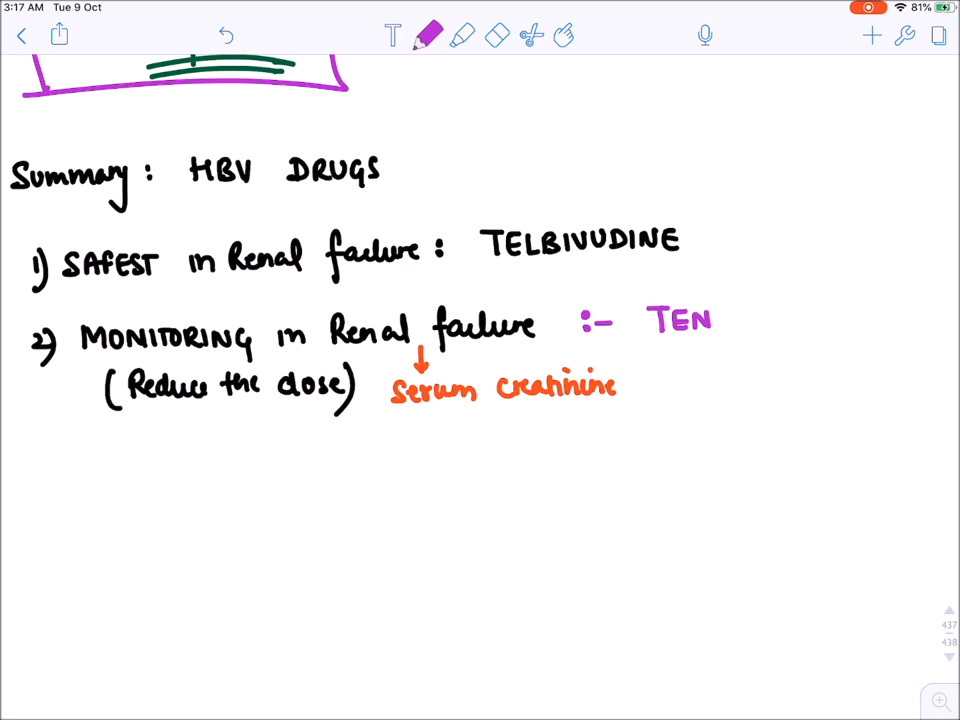 3:17 AM Tue 9 Oct 81%
T
Summary : HBV DRUGS
1) SAFEST in Renal failure : TELBIVUDINE
2) MONITORING in Renal failure :- TEN
(Reduce the dose) Serum creatinine
437
438